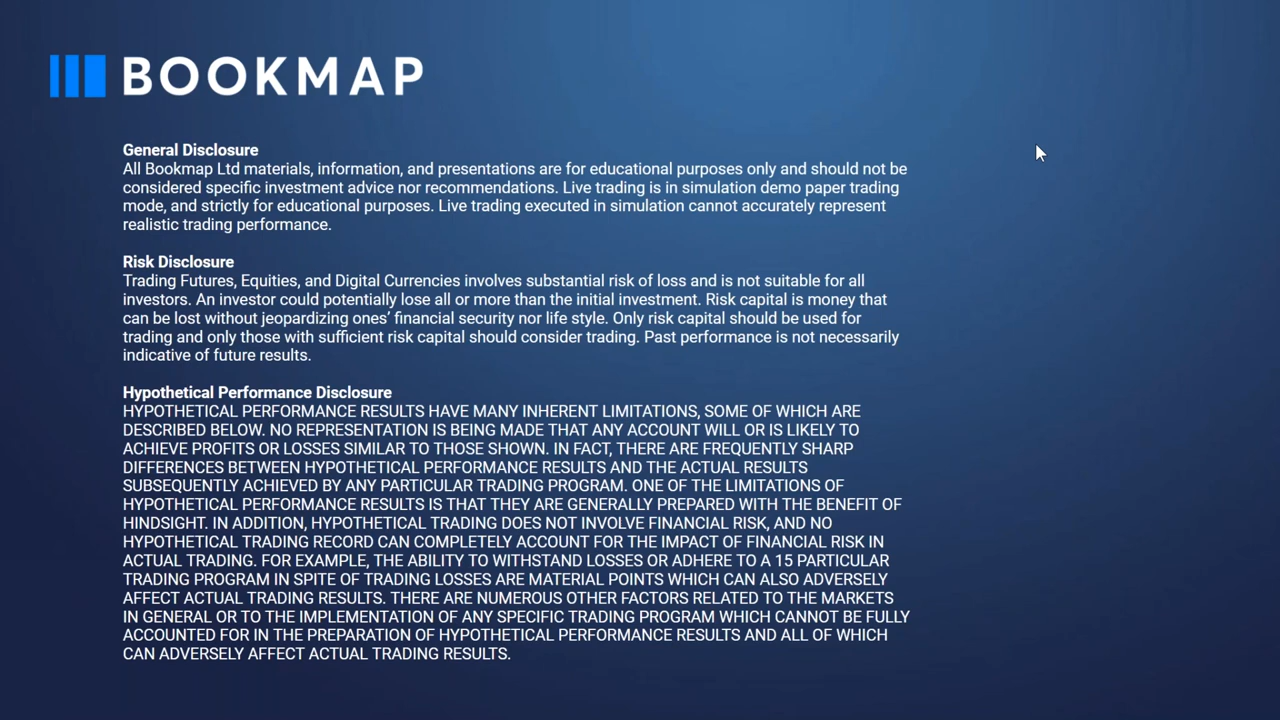 BOOKMAP
General Disclosure
All Bookmap Ltd materials, information, and presentations are for educational purposes only and should not be
considered specific investment advice nor recommendations. Live trading is in simulation demo paper trading
mode, and strictly for educational purposes. Live trading executed in simulation cannot accurately represent
realistic trading performance.
Risk Disclosure
Trading Futures, Equities, and Digital Currencies involves substantial risk of loss and is not suitable for all
investors. An investor could potentially lose all or more than the initial investment. Risk capital is money that
can be lost without jeopardizing ones’ financial security nor life style. Only risk capital should be used for
trading and only those with sufficient risk capital should consider trading. Past performance is not necessarily
indicative of future results.
Hypothetical Performance Disclosure
HYPOTHETICAL PERFORMANCE RESULTS HAVE MANY INHERENT LIMITATIONS, SOME OF WHICH ARE
DESCRIBED BELOW. NO REPRESENTATION IS BEING MADE THAT ANY ACCOUNT WILL OR IS LIKELY TO
ACHIEVE PROFITS OR LOSSES SIMILAR TO THOSE SHOWN. IN FACT, THERE ARE FREQUENTLY SHARP
DIFFERENCES BETWEEN HYPOTHETICAL PERFORMANCE RESULTS AND THE ACTUAL RESULTS
SUBSEQUENTLY ACHIEVED BY ANY PARTICULAR TRADING PROGRAM. ONE OF THE LIMITATIONS OF
HYPOTHETICAL PERFORMANCE RESULTS IS THAT THEY ARE GENERALLY PREPARED WITH THE BENEFIT OF
HINDSIGHT. IN ADDITION, HYPOTHETICAL TRADING DOES NOT INVOLVE FINANCIAL RISK, AND NO
HYPOTHETICAL TRADING RECORD CAN COMPLETELY ACCOUNT FOR THE IMPACT OF FINANCIAL RISK IN
ACTUAL TRADING. FOR EXAMPLE, THE ABILITY TO WITHSTAND LOSSES OR ADHERE TO A 15 PARTICULAR
TRADING PROGRAM IN SPITE OF TRADING LOSSES ARE MATERIAL POINTS WHICH CAN ALSO ADVERSELY
AFFECT ACTUAL TRADING RESULTS. THERE ARE NUMEROUS OTHER FACTORS RELATED TO THE MARKETS
IN GENERAL OR TO THE IMPLEMENTATION OF ANY SPECIFIC TRADING PROGRAM WHICH CANNOT BE FULLY
ACCOUNTED FOR IN THE PREPARATION OF HYPOTHETICAL PERFORMANCE RESULTS AND ALL OF WHICH
CAN ADVERSELY AFFECT ACTUAL TRADING RESULTS.